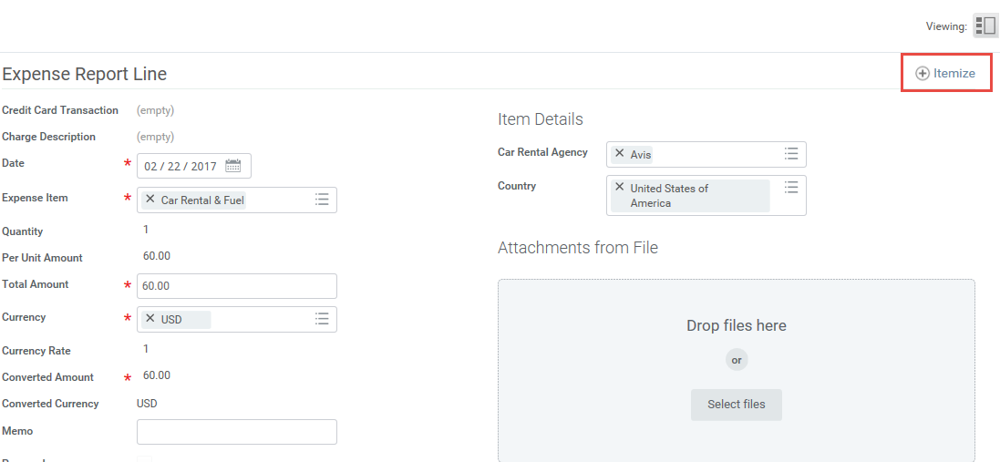 Viewing:
Expense Report Line
Itemize
Credit Card Transaction (empty)
Charge Description (empty)
Date * 02 / 22 / 2017
Expense Item * × Car Rental & Fuel
Quantity 1
Per Unit Amount 60.00
Total Amount * 60.00
Currency * × USD
Currency Rate 1
Converted Amount * 60.00
Converted Currency USD
Memo
Item Details
Car Rental Agency × Avis
Country × United States of
America
Attachments from File
Drop files here
or
Select files